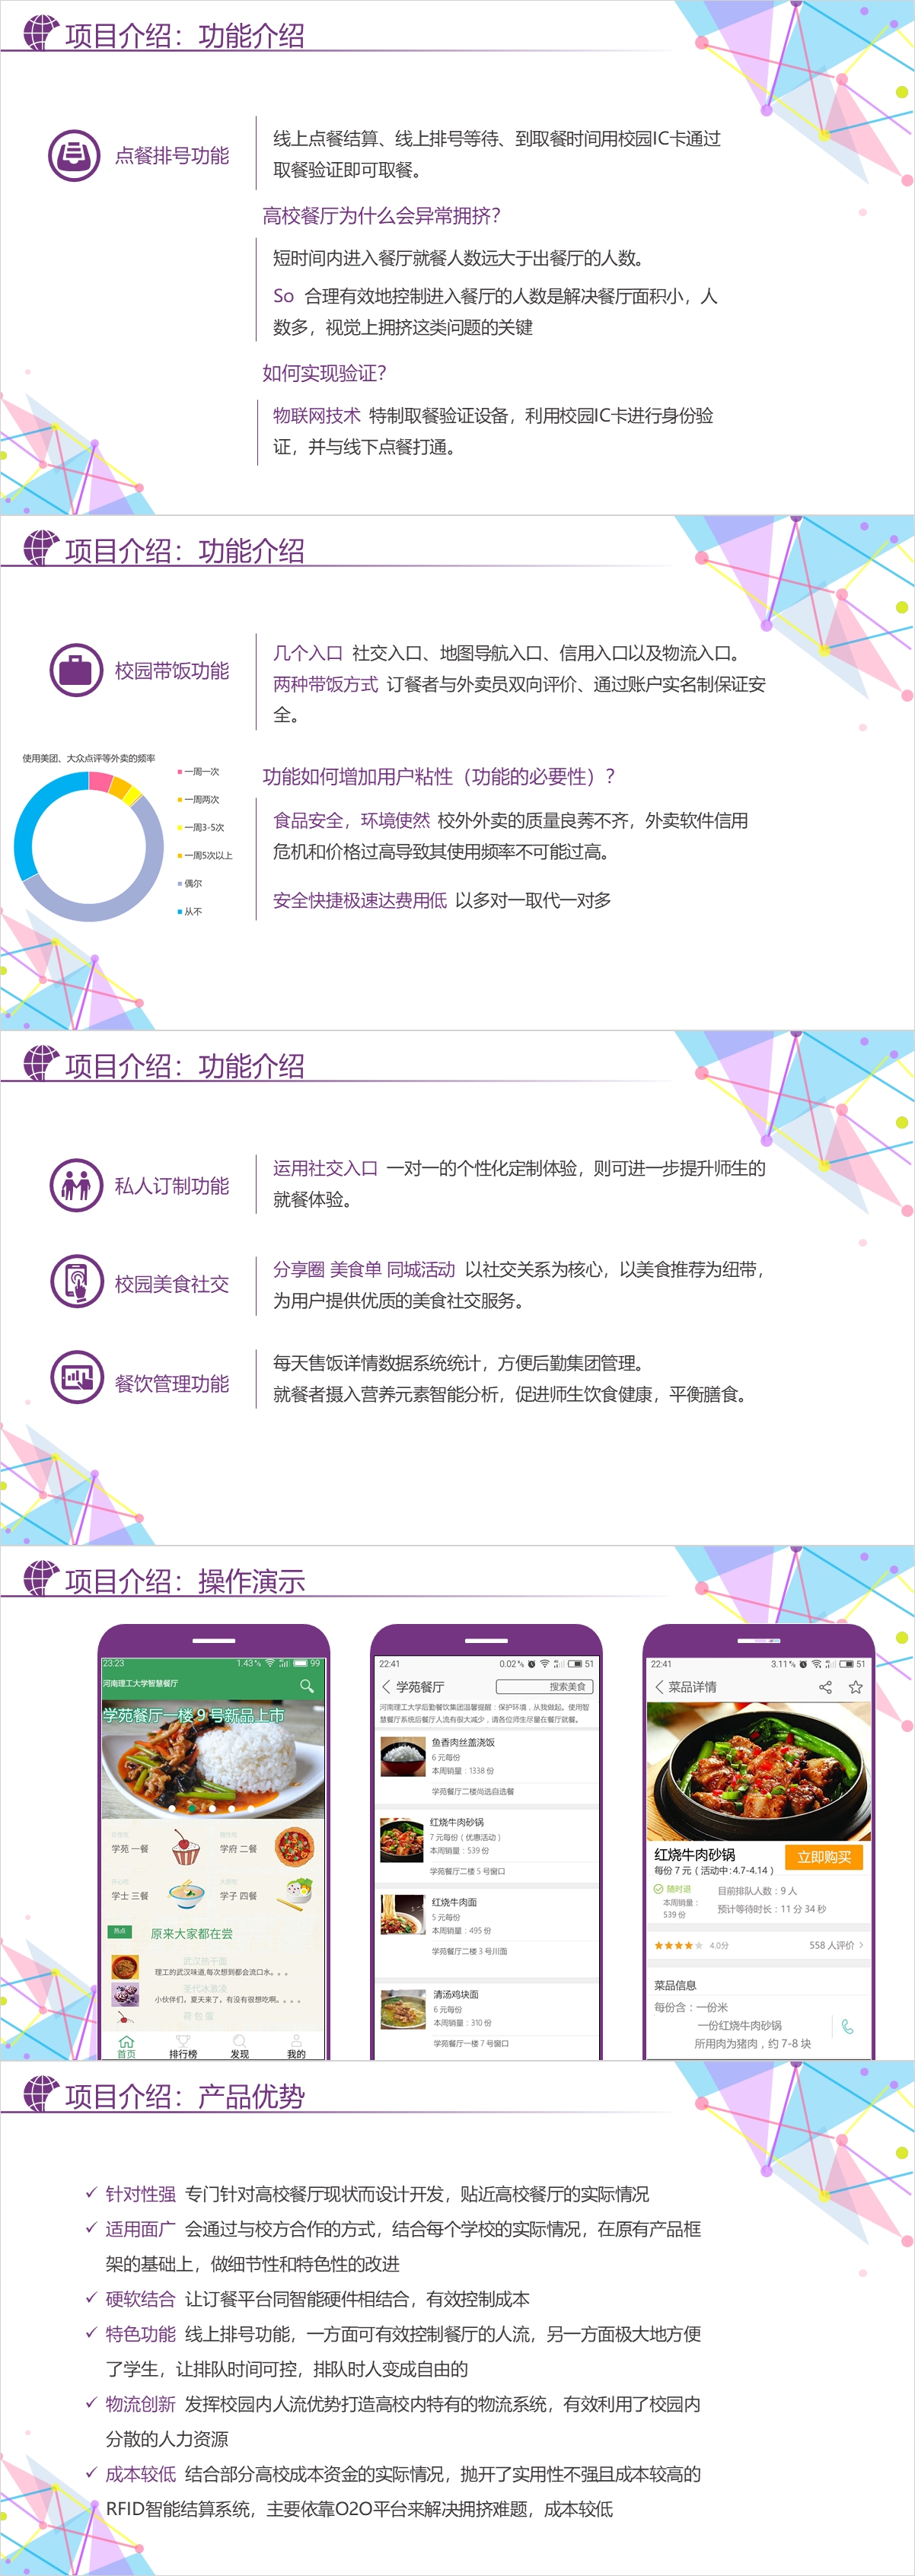 项目介绍：功能介绍
点餐排号功能
线上点餐结算、线上排号等待、到取餐时间用校园IC卡通过
取餐验证即可取餐。
高校餐厅为什么会异常拥挤？
短时间内进入餐厅就餐人数远大于出餐厅的人数。
So 合理有效地控制进入餐厅的人数是解决餐厅面积小，人
数多，视觉上拥挤这类问题的关键
如何实现验证？
物联网技术 特制取餐验证设备，利用校园IC卡进行身份验
证，并与线下点餐打通。
项目介绍：功能介绍
校园带饭功能
几个入口 社交入口、地图导航入口、信用入口以及物流入口。
两种带饭方式 订餐者与外卖员双向评价、通过账户实名制保证安
全。
使用美团、大众点评等外卖的频率
一周一次
一周两次
一周3-5次
一周5次以上
偶尔
从不
功能如何增加用户粘性（功能的必要性）？
食品安全，环境使然 校外外卖的质量良莠不齐，外卖软件信用
危机和价格过高导致其使用频率不可能过高。
安全快捷极速达费用低 以多对一取代一对多
项目介绍：功能介绍
私人订制功能
运用社交入口 一对一的个性化定制体验，则可进一步提升师生的
就餐体验。
校园美食社交
分享圈 美食单 同城活动 以社交关系为核心，以美食推荐为纽带，
为用户提供优质的美食社交服务。
餐饮管理功能
每天售饭详情数据系统统计，方便后勤集团管理。
就餐者摄入营养元素智能分析，促进师生饮食健康，平衡膳食。
项目介绍：操作演示
23:23 1.43% 99
河南理工大学智慧餐厅
学苑餐厅一楼 9 号新品上市
学苑 一餐
学府 二餐
学士 三餐
学子 四餐
热点
原来大家都在尝
武汉热干面
理工的武汉味道,每次想到都会流口水。。。
圣代冰激凌
小伙伴们，夏天来了，有没有很想吃啊。。。。
荷 包 蛋
首页 排行榜 发现 我的
22:41 0.02% 51
学苑餐厅
搜索美食
河南理工大学后勤餐饮集团温馨提醒：保护环境，从我做起。使用智
慧餐厅系统后餐厅人流有很大减少，请各位师生尽量在餐厅就餐。
鱼香肉丝盖浇饭
6 元每份
本周销量：1338 份
学苑餐厅二楼尚选自选餐
红烧牛肉砂锅
7 元每份（优惠活动）
本周销量：539 份
学苑餐厅二楼 5 号窗口
红烧牛肉面
5 元每份
本周销量：495 份
学苑餐厅二楼 3 号川面
清汤鸡块面
6 元每份
本周销量：310 份
学苑餐厅一楼 7 号窗口
22:41 3.11% 51
菜品详情
红烧牛肉砂锅
立即购买
每份 7 元（活动中：4.7-4.14）
随时退
目前排队人数：9 人
本周销量：
539 份
预计等待时长：11 分 34 秒
4.0分
558 人评价
菜品信息
每份含：一份米
一份红烧牛肉砂锅
所用肉为猪肉，约 7-8 块
项目介绍：产品优势
针对性强 专门针对高校餐厅现状而设计开发，贴近高校餐厅的实际情况
适用面广 会通过与校方合作的方式，结合每个学校的实际情况，在原有产品框
架的基础上，做细节性和特色性的改进
硬软结合 让订餐平台同智能硬件相结合，有效控制成本
特色功能 线上排号功能，一方面可有效控制餐厅的人流，另一方面极大地方便
了学生，让排队时间可控，排队时人变成自由的
物流创新 发挥校园内人流优势打造高校内特有的物流系统，有效利用了校园内
分散的人力资源
成本较低 结合部分高校成本资金的实际情况，抛开了实用性不强且成本较高的
RFID智能结算系统，主要依靠O2O平台来解决拥挤难题，成本较低